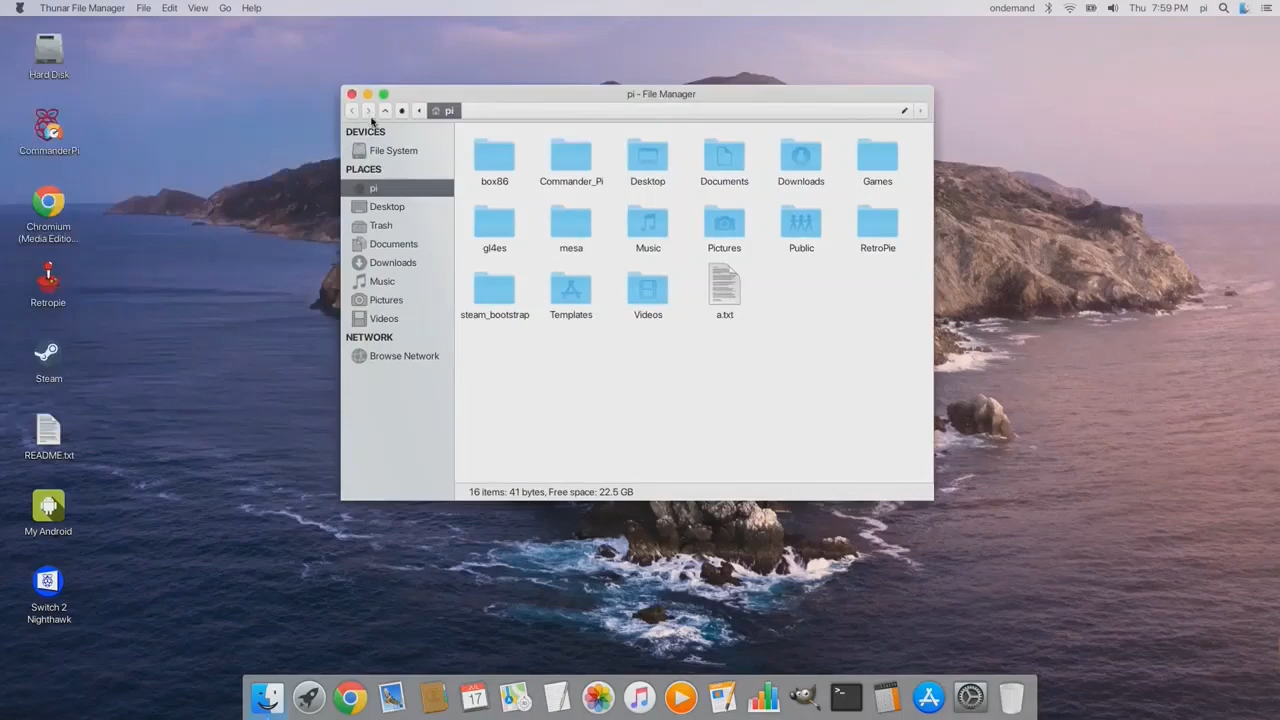 Thunar File Manager File Edit View Go Help
ondemand Thu 7:59 PM pi
Hard Disk
CommanderPi
Chromium
(Media Editio...
Retropie
Steam
README.txt
My Android
Switch 2
Nighthawk
pi - File Manager
pi
DEVICES
File System
PLACES
pi
Desktop
Trash
Documents
Downloads
Music
Pictures
Videos
NETWORK
Browse Network
box86 Commander_Pi Desktop Documents Downloads Games
gl4es mesa Music Pictures Public RetroPie
steam_bootstrap Templates Videos a.txt
16 items: 41 bytes, Free space: 22.5 GB
JUL
17
>_